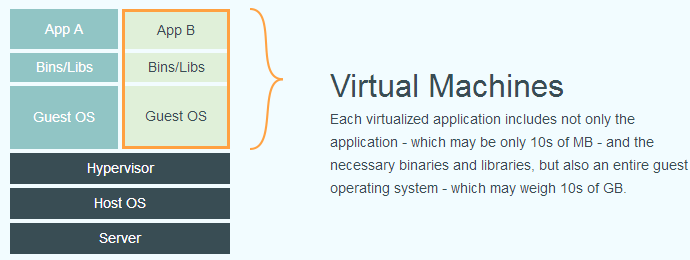 App A
App B
Bins/Libs
Bins/Libs
Guest OS
Guest OS
Hypervisor
Host OS
Server
Virtual Machines
Each virtualized application includes not only the
application - which may be only 10s of MB - and the
necessary binaries and libraries, but also an entire guest
operating system - which may weigh 10s of GB.